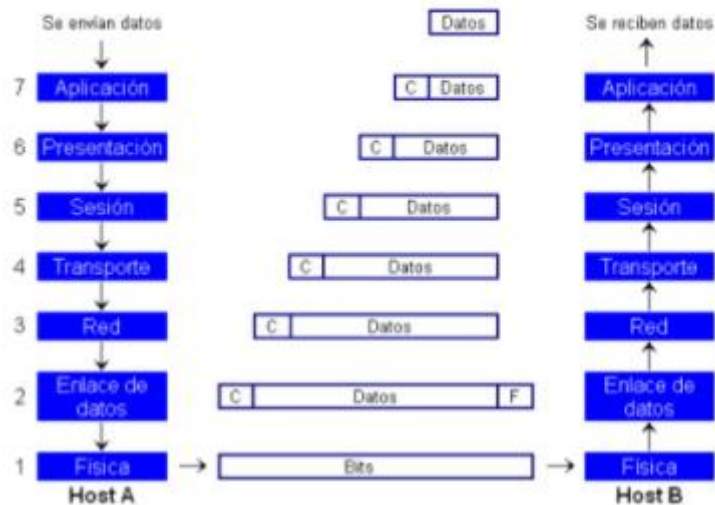 Se envían datos
Datos
Se reciben datos
7 Aplicación
C Datos
Aplicación
6 Presentación
C Datos
Presentación
5 Sesión
C Datos
Sesión
4 Transporte
C Datos
Transporte
3 Red
C Datos
Red
2 Enlace de
datos
C Datos F
Enlace de
datos
1 Física
Bits
Física
Host A
Host B